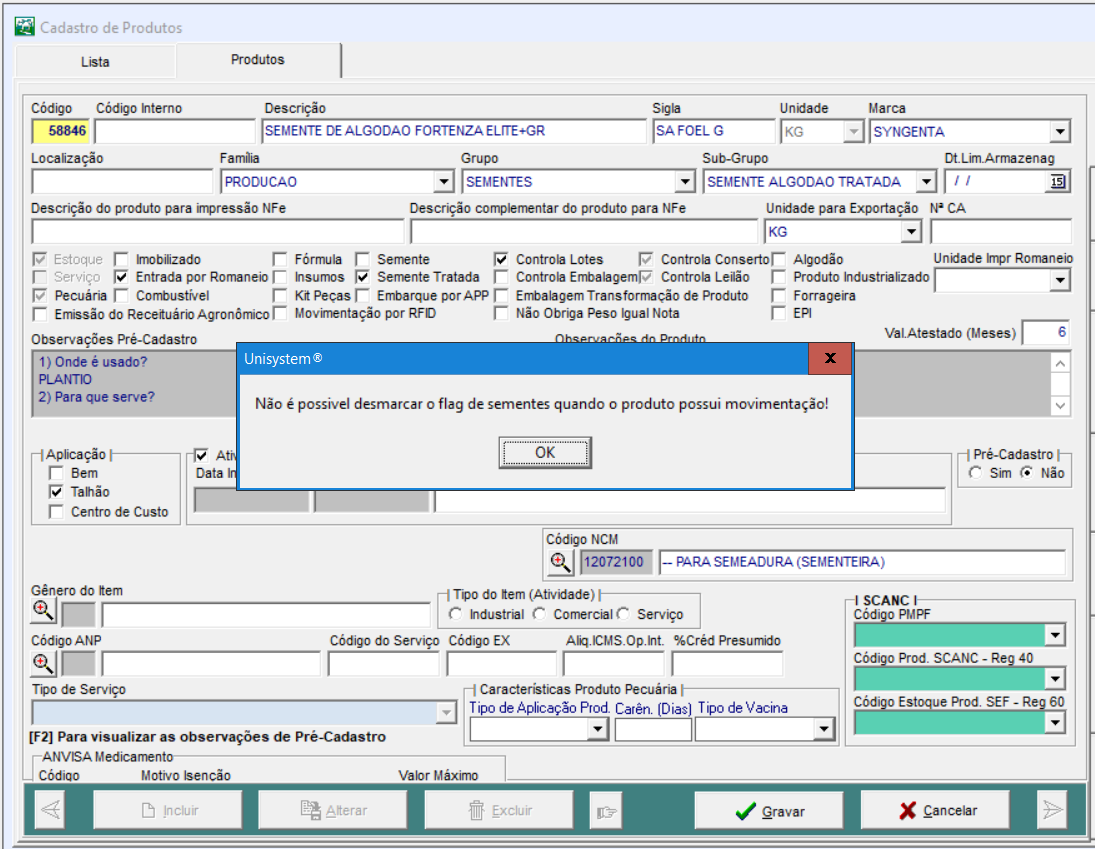 Cadastro de Produtos
Lista Produtos
Código Código Interno Descrição Sigla Unidade Marca
58846 SEMENTE DE ALGODAO FORTENZA ELITE+GR SA FOEL G KG SYNGENTA
Localização Família Grupo Sub-Grupo Dt.Lim.Armazenag
PRODUCAO SEMENTES SEMENTE ALGODAO TRATADA / / 15
Descrição do produto para impressão NFe Descrição complementar do produto para NFe Unidade para Exportação Nª CA
KG
Estoque Imobilizado Fórmula Semente Controla Lotes Controla Conserto Algodão Unidade Impr Romaneio
Serviço Entrada por Romaneio Insumos Semente Tratada Controla Embalagem Controla Leilão Produto Industrializado
Pecuária Combustível Kit Peças Embarque por APP Embalagem Transformação de Produto Forrageira
Emissão do Receituário Agronômico Movimentação por RFID Não Obriga Peso Igual Nota EPI
Observações Pré-Cadastro Observações do Produto Val.Atestado (Meses) 6
1) Onde é usado?
PLANTIO
2) Para que serve?
Unisystem® x
Não é possivel desmarcar o flag de sementes quando o produto possui movimentação!
OK
Aplicação
Bem
Talhão
Centro de Custo
Ativ
Data In
Pré-Cadastro
Sim Não
Código NCM
12072100 -- PARA SEMEADURA (SEMENTEIRA)
Gênero do Item Tipo do Item (Atividade)
Industrial Comercial Serviço
Código ANP Código do Serviço Código EX Aliq.ICMS.Op.Int. %Créd Presumido
SCANC
Código PMPF
Código Prod. SCANC - Reg 40
Código Estoque Prod. SEF - Reg 60
Tipo de Serviço Características Produto Pecuária
Tipo de Aplicação Prod. Carên. (Dias) Tipo de Vacina
[F2] Para visualizar as observações de Pré-Cadastro
ANVISA Medicamento
Código Motivo Isenção Valor Máximo
Incluir Alterar Excluir Gravar Cancelar